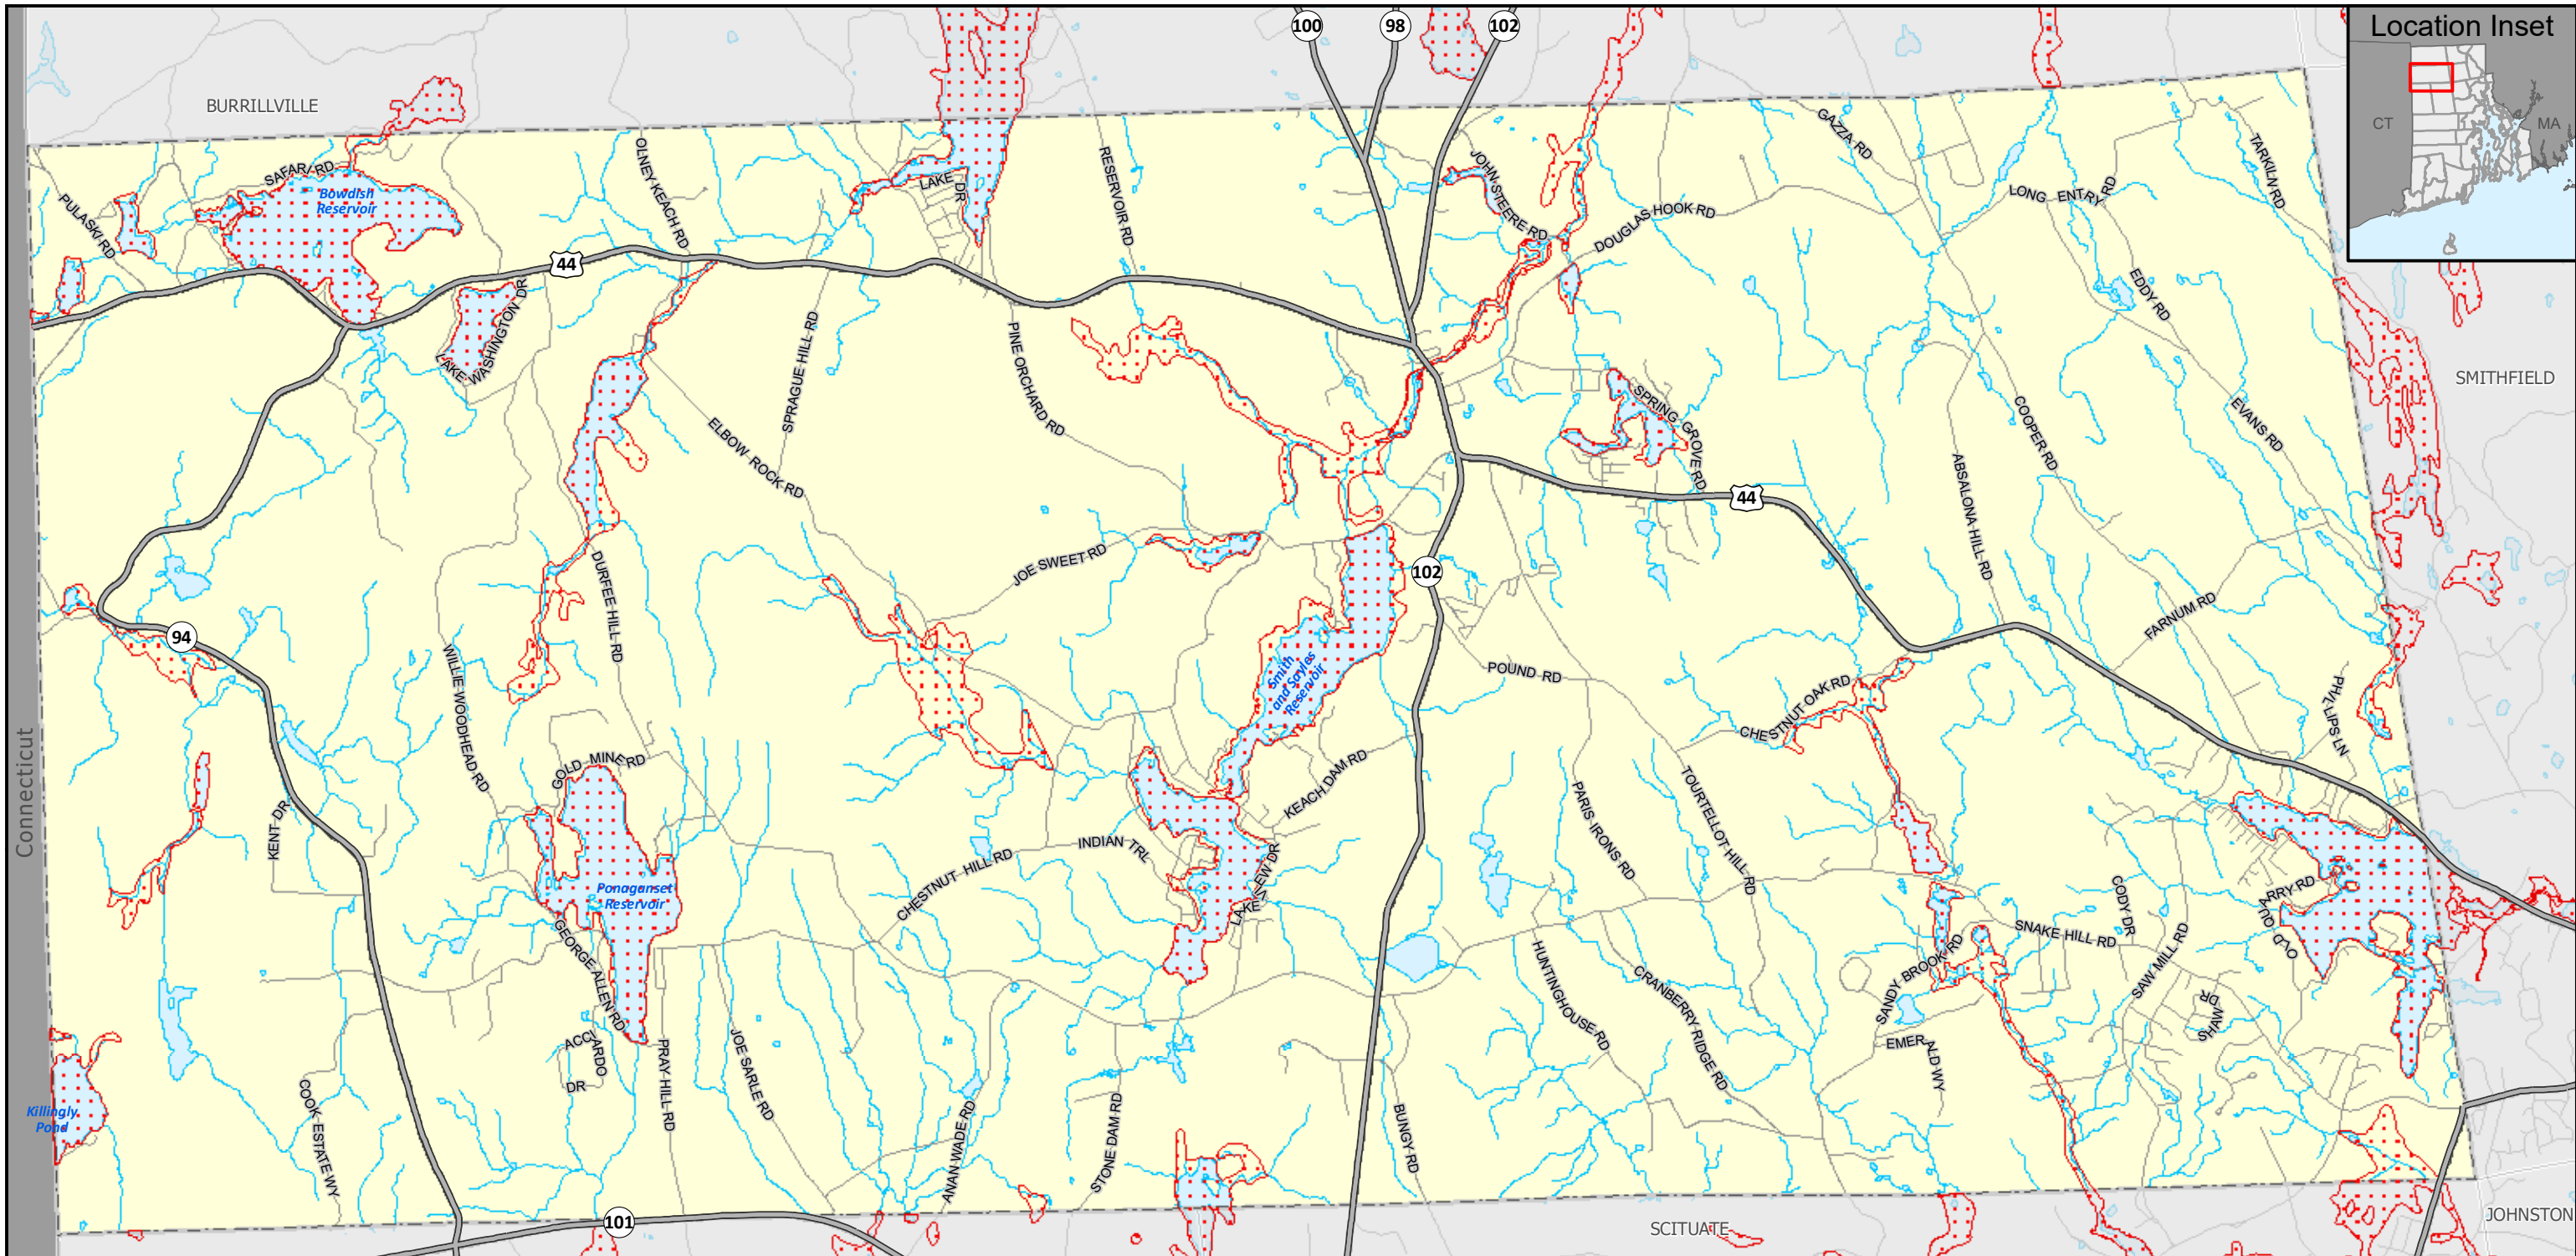 100
98
102
Location Inset
CT
MA
BURRILLVILLE
SAFARI RD
Bowdish
Reservoir
PULASKI RD
OLNEY KEACH RD
LAKE DR
RESERVOIR RD
JOHN STEERE RD
DOUGLAS HOOK RD
GAZZA RD
LONG ENTRY RD
TARKILN RD
44
LAKE WASHINGTON DR
SPRAGUE HILL RD
PINE ORCHARD RD
EDDY RD
SMITHFIELD
ELBOW ROCK RD
SPRING GROVE RD
COOPER RD
EVANS RD
ABSALONA HILL RD
44
JOE SWEET RD
102
DURFEE HILL RD
FARNUM RD
94
WILLIE WOODHEAD RD
Smith
and Sayles
Reservoir
POUND RD
CHESTNUT OAK RD
PHILLIPS LN
Connecticut
GOLD MINE RD
KEACH DAM RD
TOURTELLOT HILL RD
PARIS IRONS RD
KENT DR
INDIAN TRL
CHESTNUT HILL RD
LAKEVIEW DR
Ponaganset
Reservoir
GEORGE ALLEN RD
CODY DR
SNAKE HILL RD
SAW MILL RD
ARRY RD
OLD QU
SANDY BROOK RD
HUNTINGHOUSE RD
CRANBERRY RIDGE RD
SHAW DR
EMERALD WY
ACCARDO
DR
PRAY HILL RD
JOE SARLE RD
COOK ESTATE WY
Killingly
Pond
ANAN WADE RD
STONE DAM RD
BUNGY RD
101
SCITUATE
JOHNSTON